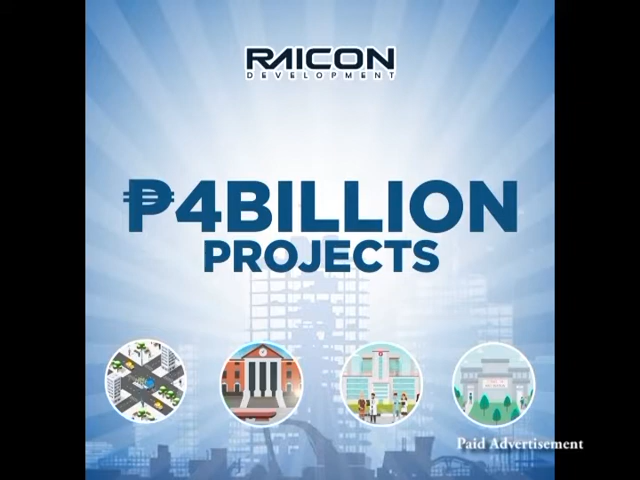 RAICON
DEVELOPMENT
₱4BILLION
PROJECTS
Paid Advertisement